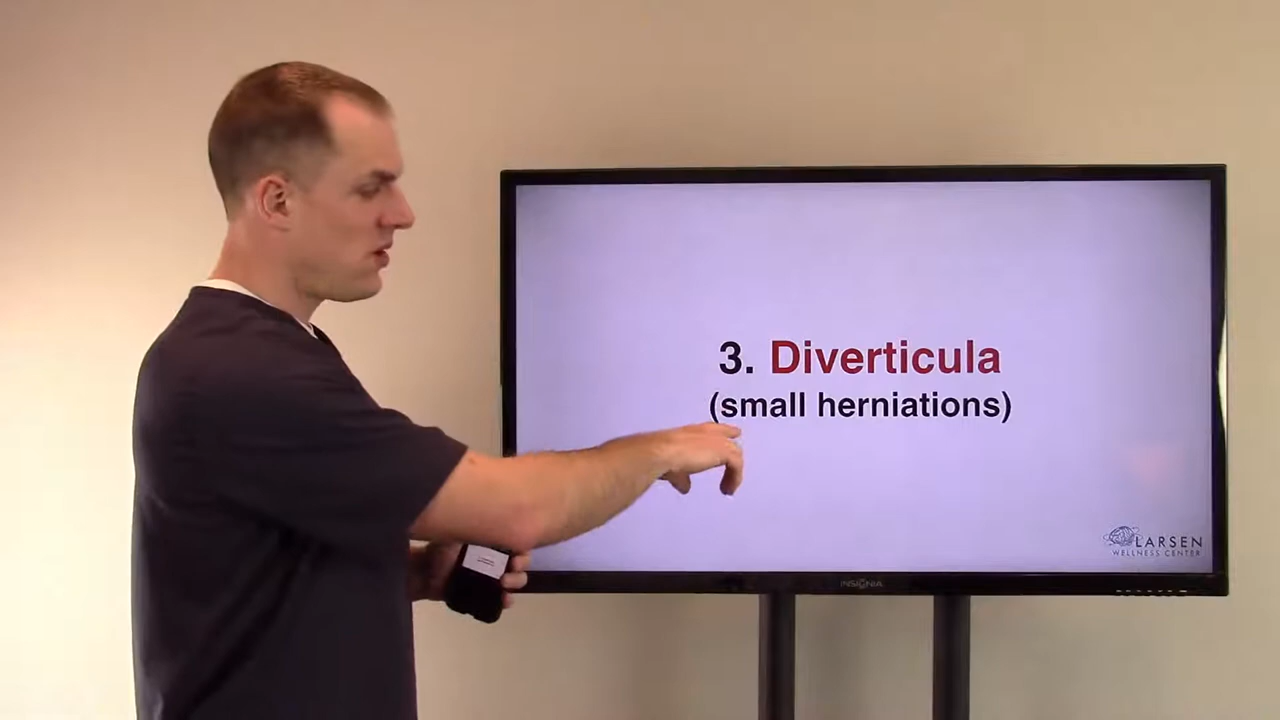 3. Diverticula
(small herniations)
LARSEN
WELLNESS CENTER
INSIGNIA